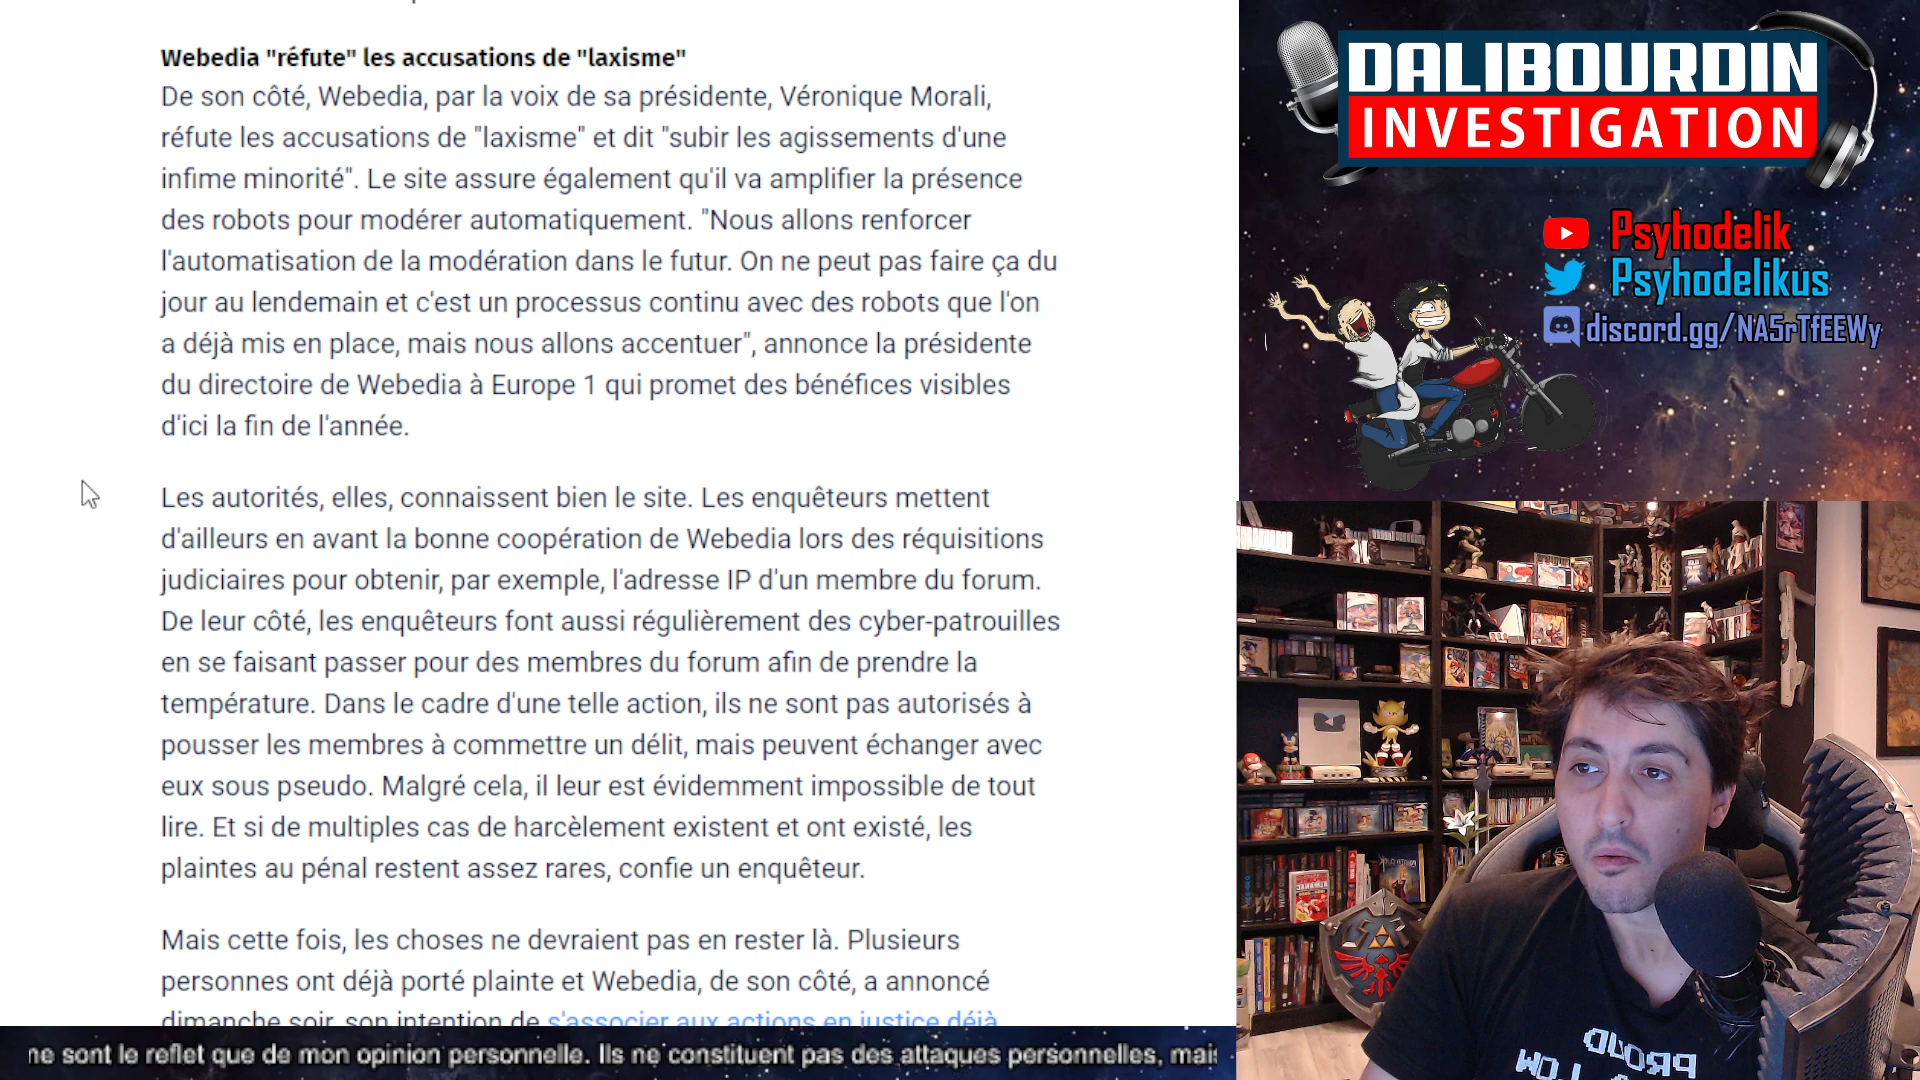 Webedia "réfute" les accusations de "laxisme"
De son côté, Webedia, par la voix de sa présidente, Véronique Morali,
réfute les accusations de "laxisme" et dit "subir les agissements d'une
infime minorité". Le site assure également qu'il va amplifier la présence
des robots pour modérer automatiquement. "Nous allons renforcer
l'automatisation de la modération dans le futur. On ne peut pas faire ça du
jour au lendemain et c'est un processus continu avec des robots que l'on
a déjà mis en place, mais nous allons accentuer", annonce la présidente
du directoire de Webedia à Europe 1 qui promet des bénéfices visibles
d'ici la fin de l'année.
Les autorités, elles, connaissent bien le site. Les enquêteurs mettent
d'ailleurs en avant la bonne coopération de Webedia lors des réquisitions
judiciaires pour obtenir, par exemple, l'adresse IP d'un membre du forum.
De leur côté, les enquêteurs font aussi régulièrement des cyber-patrouilles
en se faisant passer pour des membres du forum afin de prendre la
température. Dans le cadre d'une telle action, ils ne sont pas autorisés à
pousser les membres à commettre un délit, mais peuvent échanger avec
eux sous pseudo. Malgré cela, il leur est évidemment impossible de tout
lire. Et si de multiples cas de harcèlement existent et ont existé, les
plaintes au pénal restent assez rares, confie un enquêteur.
Mais cette fois, les choses ne devraient pas en rester là. Plusieurs
personnes ont déjà porté plainte et Webedia, de son côté, a annoncé
dimanche soir, son intention de s'associer aux actions en justice déjà
ne sont le reflet que de mon opinion personnelle. Ils ne constituent pas des attaques personnelles, mais
DALIBOURDIN
INVESTIGATION
Psyhodelik
Psyhodelikus
discord.gg/NA5rTfEEWy
PROUD